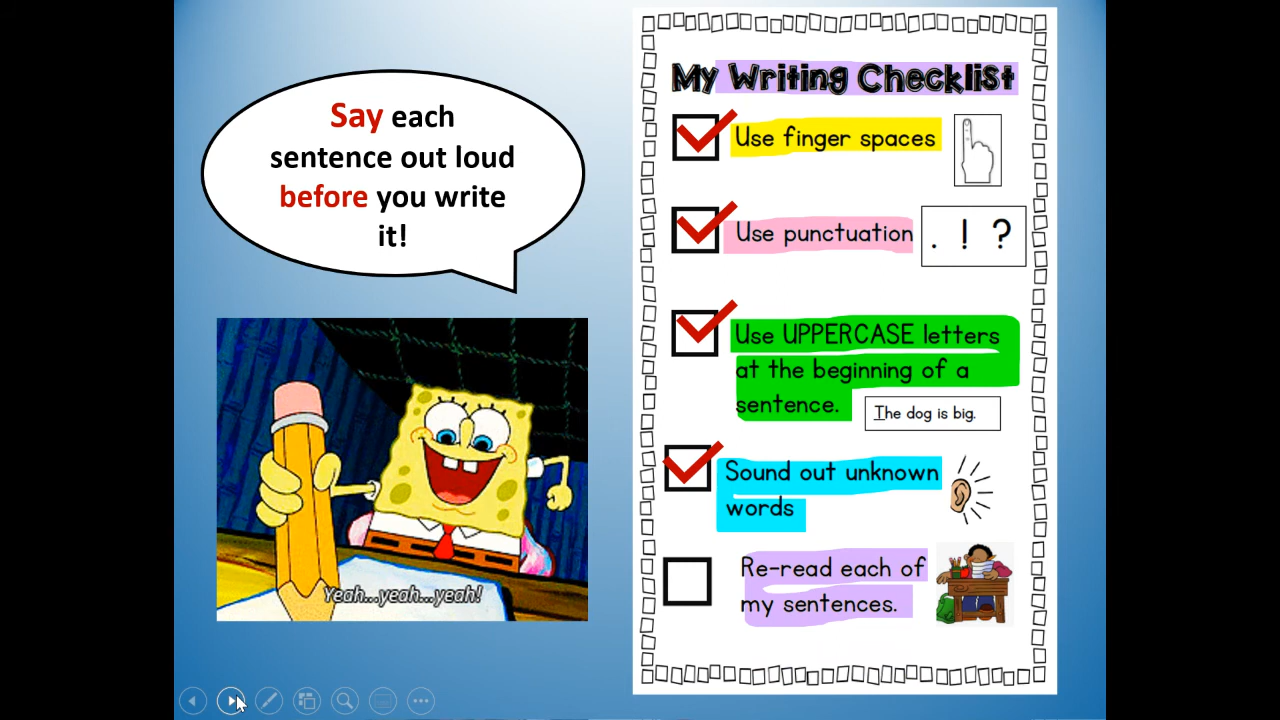 Say each
sentence out loud
before you write
it!
Yeah...yeah...yeah!
My Writing Checklist
Use finger spaces
Use punctuation
. ! ?
Use UPPERCASE letters
at the beginning of a
sentence.
The dog is big.
Sound out unknown
words
Re-read each of
my sentences.